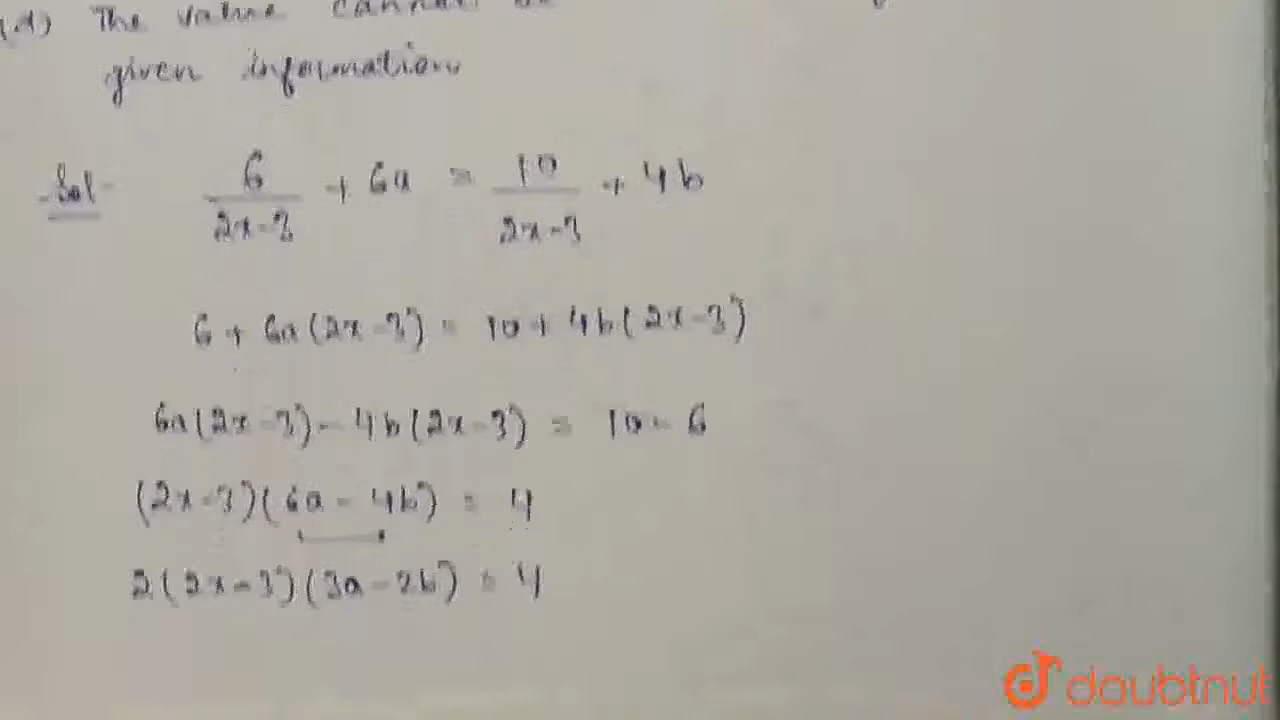 (d) The value
given information
Sol
6/(2x-3) + 6a = 10/(2x-3) + 4b
6 + 6a(2x-3) = 10 + 4b(2x-3)
6a(2x-3) - 4b(2x-3) = 10 - 6
(2x-3)(6a - 4b) = 4
2(2x-3)(3a-2b) = 4
doubtnut